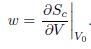 w = ∂S_c/∂V |_{V_0} .